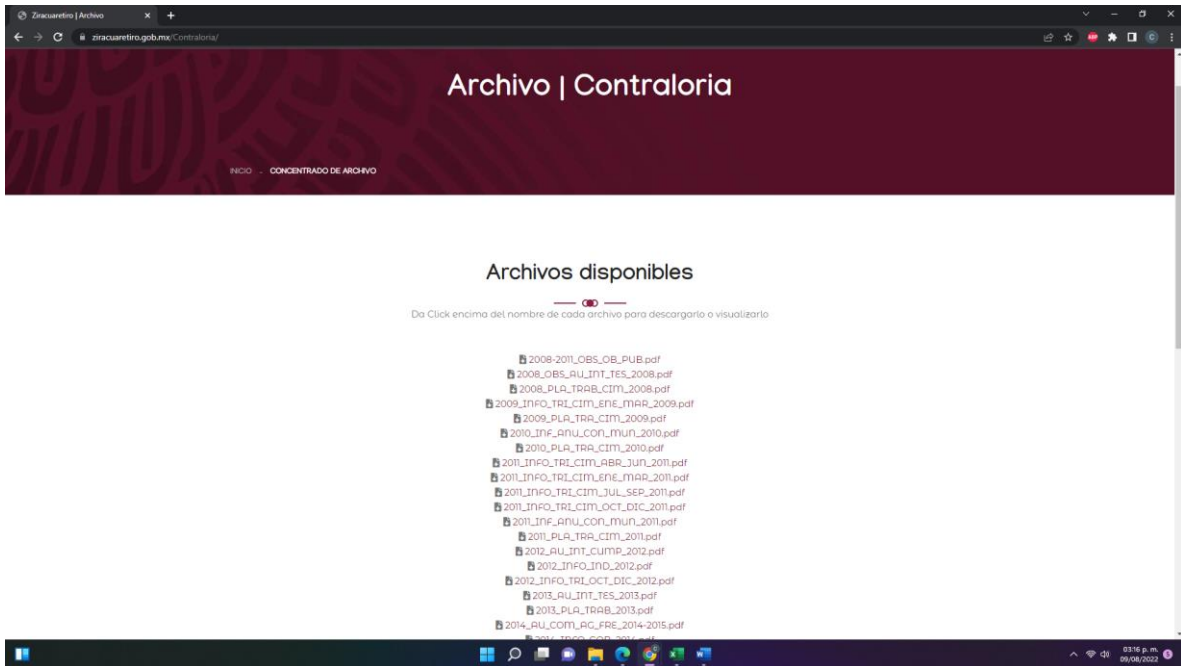 Ziracuaretiro | Archivo
ziracuaretiro.gob.mx/Contraloria/
Archivo | Contraloria
INICIO . CONCENTRADO DE ARCHIVO
Archivos disponibles
Da Click encima del nombre de cada archivo para descargarlo o visualizarlo
2008-2011_OBS_OB_PUB.pdf
2008_OBS_AU_INT_TES_2008.pdf
2008_PLA_TRAB_CIM_2008.pdf
2009_INFO_TRI_CIM_ENE_MAR_2009.pdf
2009_PLA_TRA_CIM_2009.pdf
2010_INF_ANU_CON_MUN_2010.pdf
2010_PLA_TRA_CIM_2010.pdf
2011_INFO_TRI_CIM_ABR_JUN_2011.pdf
2011_INFO_TRI_CIM_ENE_MAR_2011.pdf
2011_INFO_TRI_CIM_JUL_SEP_2011.pdf
2011_INFO_TRI_CIM_OCT_DIC_2011.pdf
2011_INF_ANU_CON_MUN_2011.pdf
2011_PLA_TRA_CIM_2011.pdf
2012_AU_INT_CUMP_2012.pdf
2012_INFO_IND_2012.pdf
2012_INFO_TRI_OCT_DIC_2012.pdf
2013_AU_INT_TES_2013.pdf
2013_PLA_TRAB_2013.pdf
2014_AU_COM_AG_FRE_2014-2015.pdf
03:16 p. m.
09/08/2022